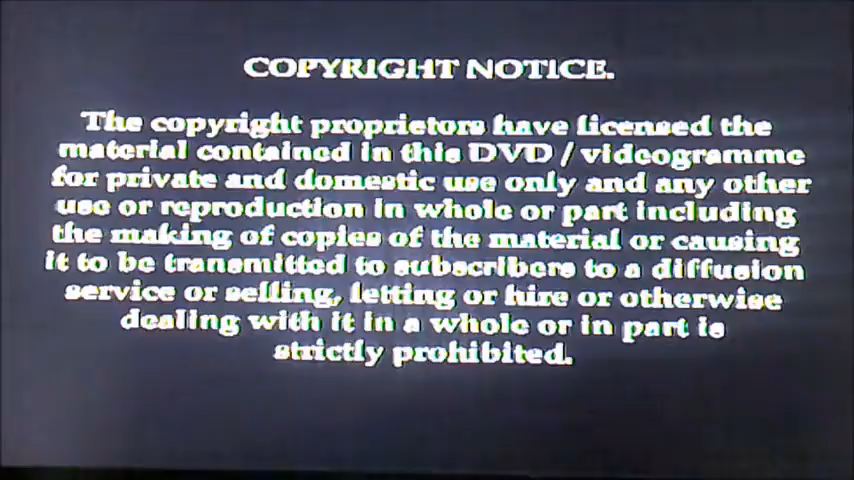 COPYRIGHT NOTICE.
The copyright proprietors have licensed the
material contained in this DVD / videogramme
for private and domestic use only and any other
use or reproduction in whole or part including
the making of copies of the material or causing
it to be transmitted to subscribers to a diffusion
service or selling, letting or hire or otherwise
dealing with it in a whole or in part is
strictly prohibited.